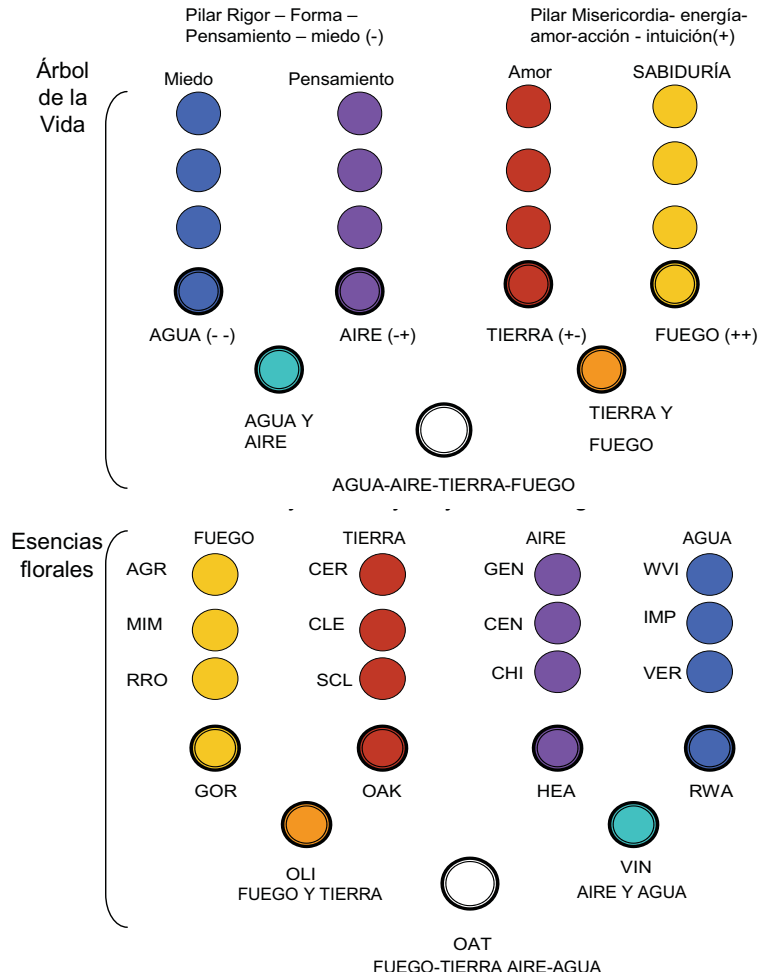 Pilar Rigor – Forma –
Pensamiento – miedo (-)
Pilar Misericordia- energía-
amor-acción - intuición(+)
Árbol
de la
Vida
Miedo
Pensamiento
Amor
SABIDURÍA
AGUA (- -)
AIRE (-+)
TIERRA (+-)
FUEGO (++)
AGUA Y
AIRE
TIERRA Y
FUEGO
AGUA-AIRE-TIERRA-FUEGO
Esencias
florales
FUEGO
TIERRA
AIRE
AGUA
AGR
CER
GEN
WVI
MIM
CLE
CEN
IMP
RRO
SCL
CHI
VER
GOR
OAK
HEA
RWA
OLI
FUEGO Y TIERRA
VIN
AIRE Y AGUA
OAT
FUEGO-TIERRA AIRE-AGUA